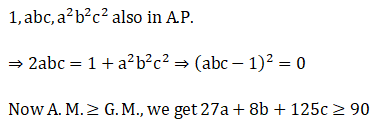 1, abc, a²b²c² also in A.P.
⇒ 2abc = 1 + a²b²c² ⇒ (abc − 1)² = 0
Now A. M. ≥ G. M., we get 27a + 8b + 125c ≥ 90